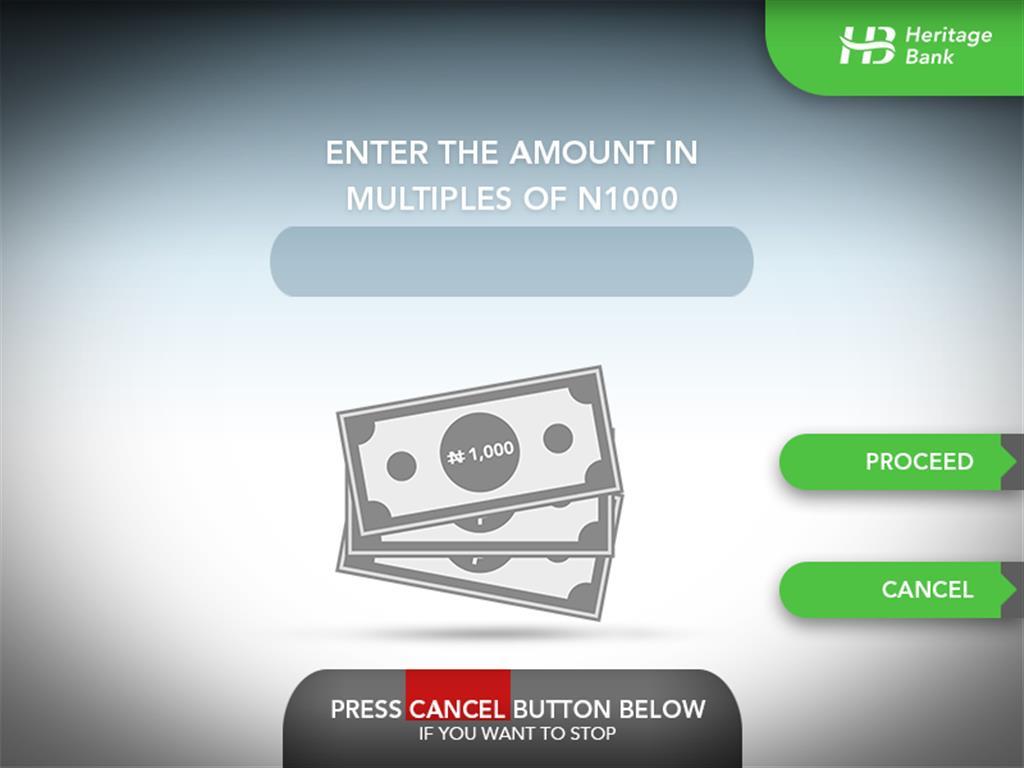 HB Heritage
Bank
ENTER THE AMOUNT IN
MULTIPLES OF N1000
₦ 1,000
PROCEED
CANCEL
PRESS CANCEL BUTTON BELOW
IF YOU WANT TO STOP